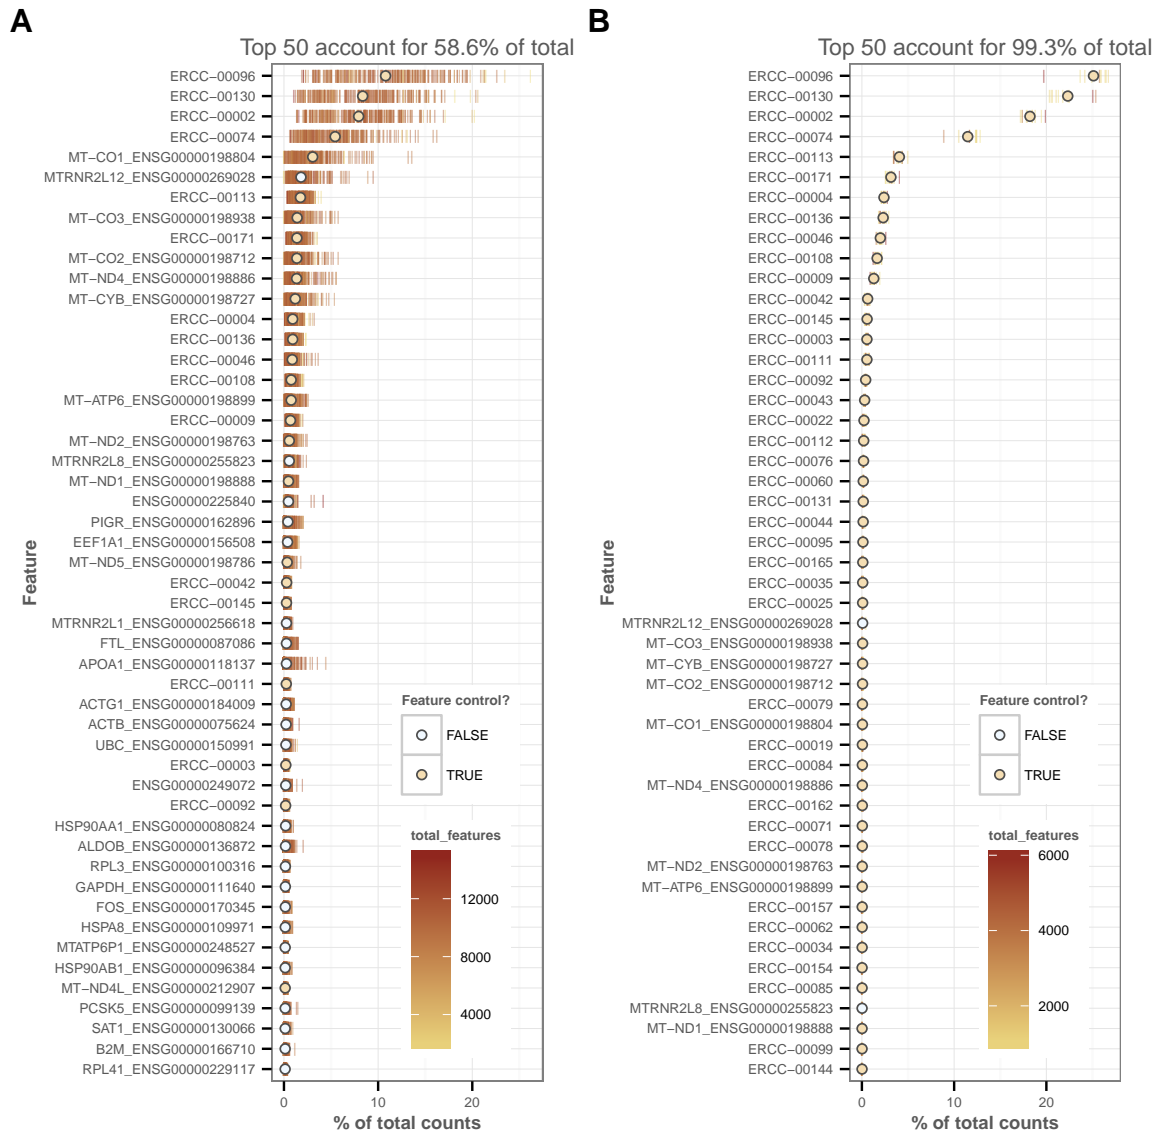 A
Top 50 account for 58.6% of total
ERCC−00096
ERCC−00130
ERCC−00002
ERCC−00074
MT−CO1_ENSG00000198804
MTRNR2L12_ENSG00000269028
ERCC−00113
MT−CO3_ENSG00000198938
ERCC−00171
MT−CO2_ENSG00000198712
MT−ND4_ENSG00000198886
MT−CYB_ENSG00000198727
ERCC−00004
ERCC−00136
ERCC−00046
ERCC−00108
MT−ATP6_ENSG00000198899
ERCC−00009
MT−ND2_ENSG00000198763
MTRNR2L8_ENSG00000255823
MT−ND1_ENSG00000198888
ENSG00000225840
PIGR_ENSG00000162896
EEF1A1_ENSG00000156508
MT−ND5_ENSG00000198786
ERCC−00042
ERCC−00145
MTRNR2L1_ENSG00000256618
FTL_ENSG00000087086
APOA1_ENSG00000118137
ERCC−00111
ACTG1_ENSG00000184009
ACTB_ENSG00000075624
UBC_ENSG00000150991
ERCC−00003
ENSG00000249072
ERCC−00092
HSP90AA1_ENSG00000080824
ALDOB_ENSG00000136872
RPL3_ENSG00000100316
GAPDH_ENSG00000111640
FOS_ENSG00000170345
HSPA8_ENSG00000109971
MTATP6P1_ENSG00000248527
HSP90AB1_ENSG00000096384
MT−ND4L_ENSG00000212907
PCSK5_ENSG00000099139
SAT1_ENSG00000130066
B2M_ENSG00000166710
RPL41_ENSG00000229117
Feature
0 10 20
% of total counts
Feature control?
FALSE
TRUE
total_features
12000
8000
4000
B
Top 50 account for 99.3% of total
ERCC−00096
ERCC−00130
ERCC−00002
ERCC−00074
ERCC−00113
ERCC−00171
ERCC−00004
ERCC−00136
ERCC−00046
ERCC−00108
ERCC−00009
ERCC−00042
ERCC−00145
ERCC−00003
ERCC−00111
ERCC−00092
ERCC−00043
ERCC−00022
ERCC−00112
ERCC−00076
ERCC−00060
ERCC−00131
ERCC−00044
ERCC−00095
ERCC−00165
ERCC−00035
ERCC−00025
MTRNR2L12_ENSG00000269028
MT−CO3_ENSG00000198938
MT−CYB_ENSG00000198727
MT−CO2_ENSG00000198712
ERCC−00079
MT−CO1_ENSG00000198804
ERCC−00019
ERCC−00084
MT−ND4_ENSG00000198886
ERCC−00162
ERCC−00071
ERCC−00078
MT−ND2_ENSG00000198763
MT−ATP6_ENSG00000198899
ERCC−00157
ERCC−00062
ERCC−00034
ERCC−00154
ERCC−00085
MTRNR2L8_ENSG00000255823
MT−ND1_ENSG00000198888
ERCC−00099
ERCC−00144
Feature
0 10 20
% of total counts
Feature control?
FALSE
TRUE
total_features
6000
4000
2000